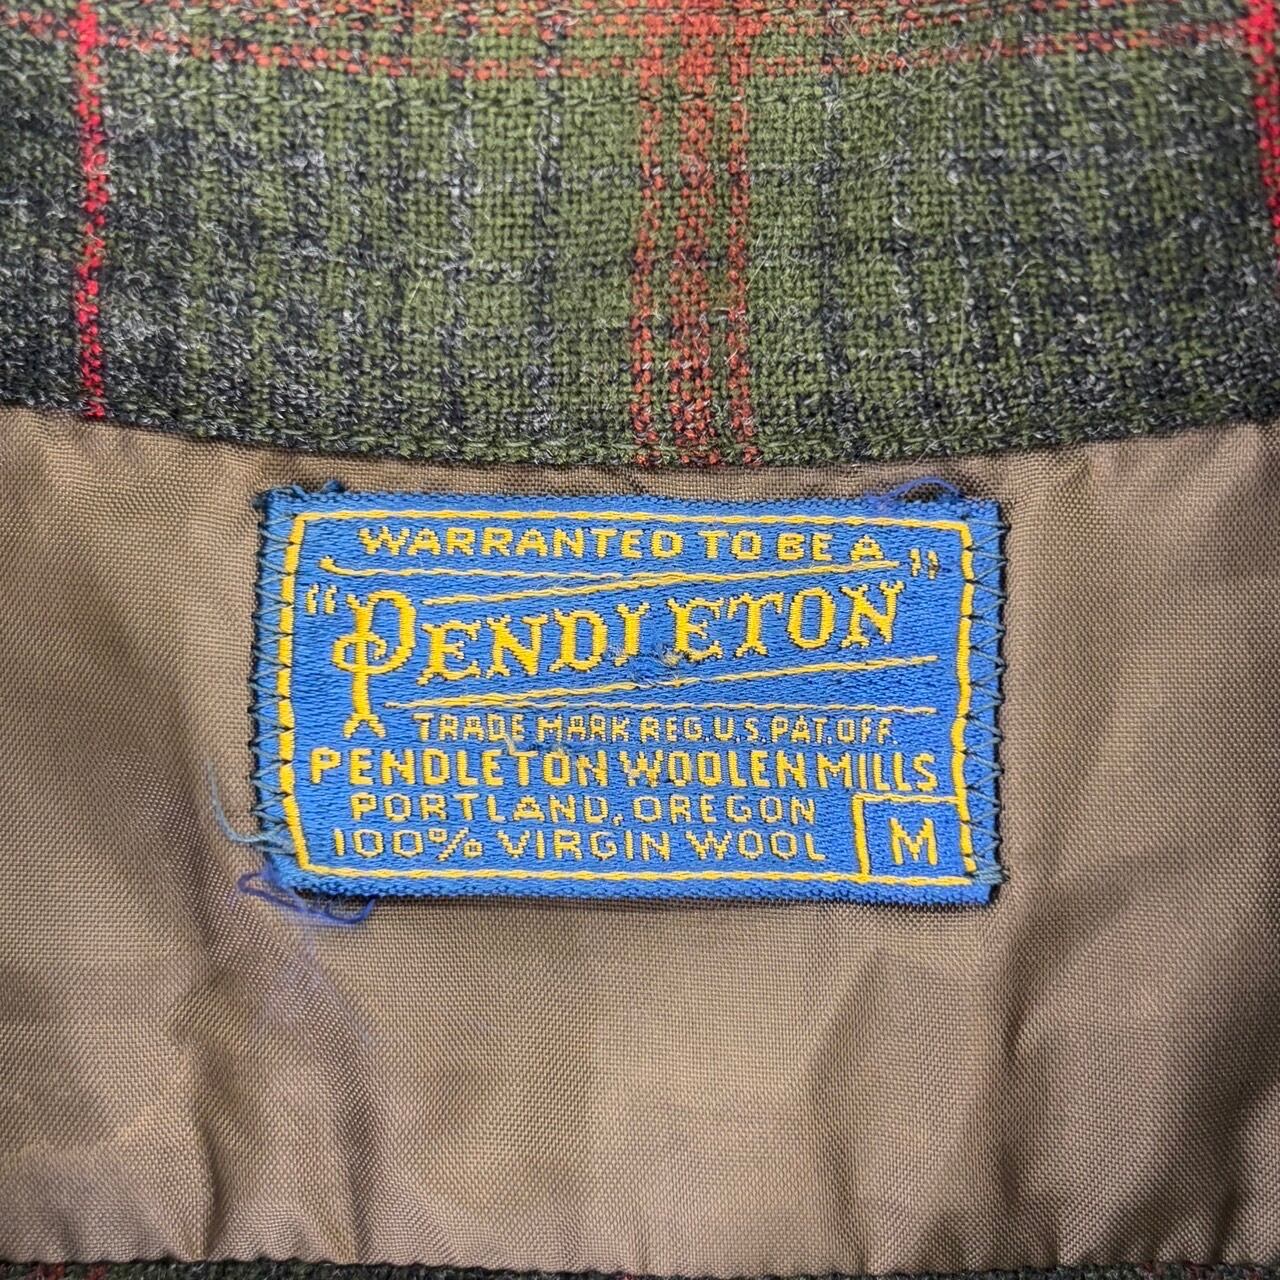 WARRANTED TO BE A
"PENDLETON"
TRADE MARK REG. U.S. PAT. OFF.
PENDLETON WOOLEN MILLS
PORTLAND, OREGON
100% VIRGIN WOOL
M